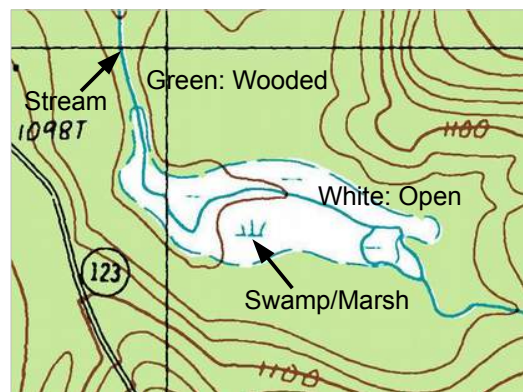 Green: Wooded
Stream
1098T
1100
White: Open
123
Swamp/Marsh
1100